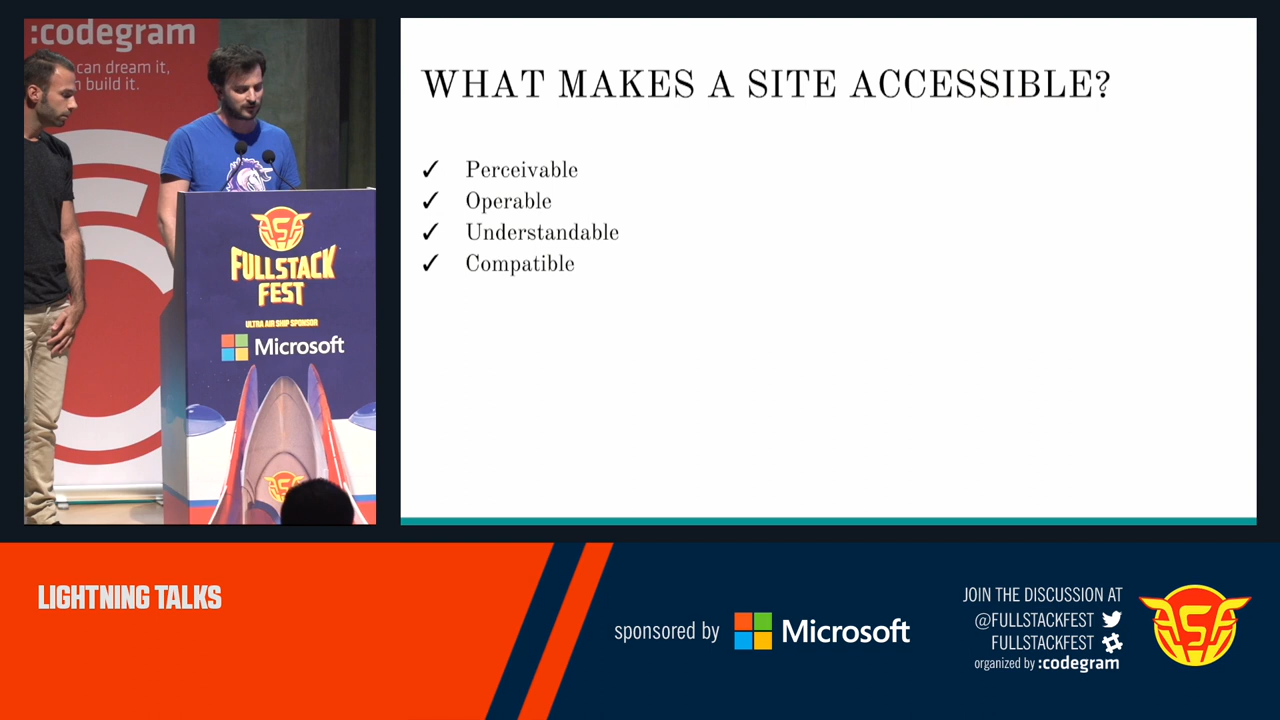 :codegram
can dream it,
build it.
FULLSTACK
FEST
ULTRA AIR SHIP SPONSOR
Microsoft
WHAT MAKES A SITE ACCESSIBLE?
✓ Perceivable
✓ Operable
✓ Understandable
✓ Compatible
LIGHTNING TALKS
sponsored by Microsoft
JOIN THE DISCUSSION AT
@FULLSTACKFEST
FULLSTACKFEST
organized by :codegram